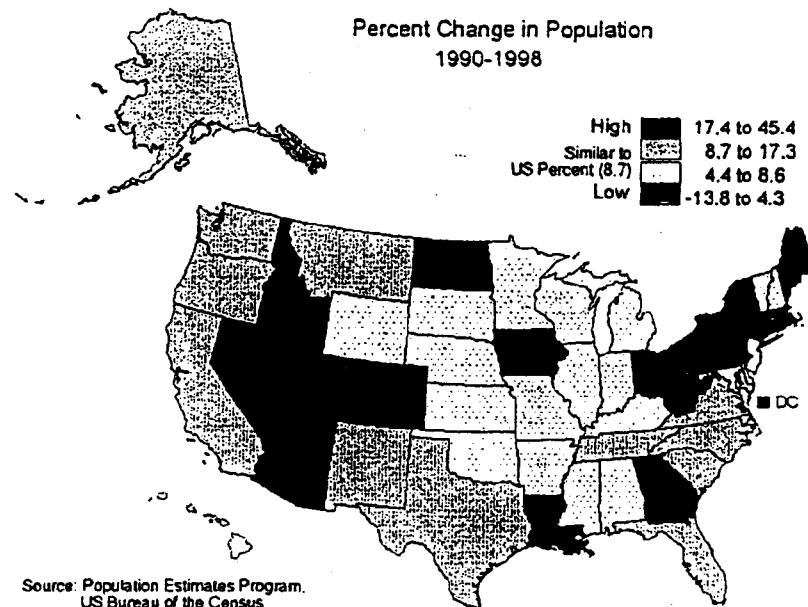 Percent Change in Population
1990-1998
High 17.4 to 45.4
Similar to 8.7 to 17.3
US Percent (8.7) 4.4 to 8.6
Low -13.8 to 4.3
DC
Source: Population Estimates Program,
US Bureau of the Census